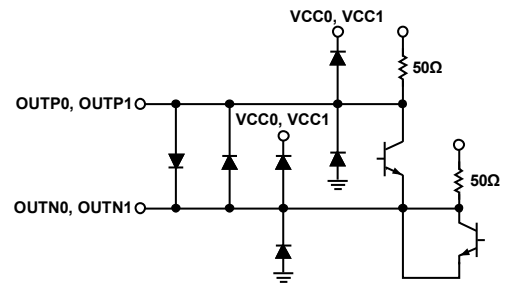 VCC0, VCC1
50Ω
OUTP0, OUTP1
VCC0, VCC1
50Ω
OUTN0, OUTN1